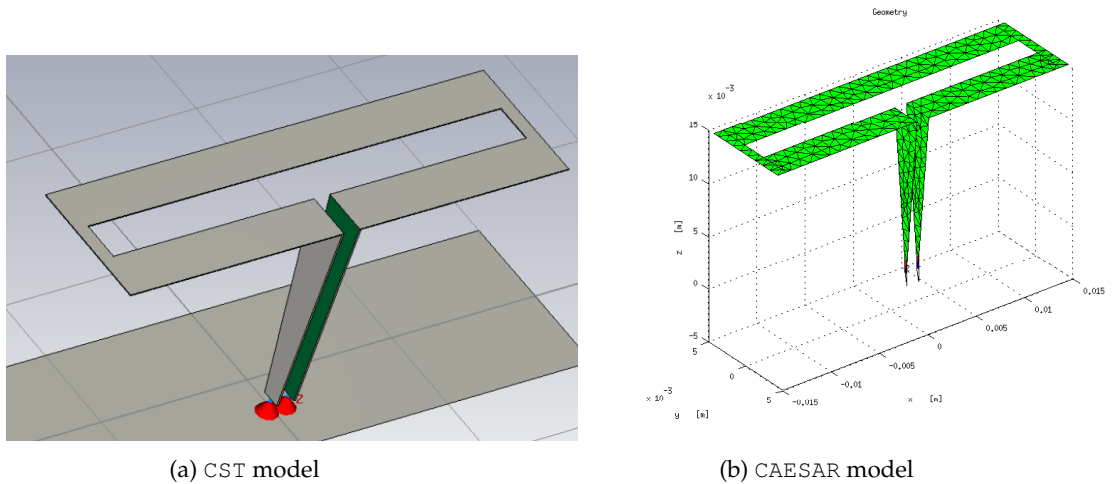 Geometry
× 10⁻³
15
10
5
0
-5
z [m]
5
0
5
× 10⁻³
y [m]
-0.015
-0.01
-0.005
0
0.005
0.01
0.015
x [m]
z
(a) CST model
(b) CAESAR model